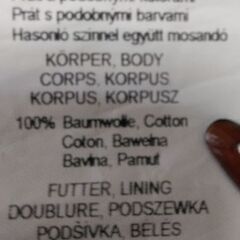 Prát s podobnými barvami
Hasonló színnel együtt mosandó
KÖRPER, BODY
CORPS, KORPUS
KORPUS, KORPUSZ
100% Baumwolle, Cotton
Coton, Bawełna
Bavlna, Pamut
FUTTER, LINING
DOUBLURE, PODSZEWKA
PODŠÍVKA, BÉLÉS